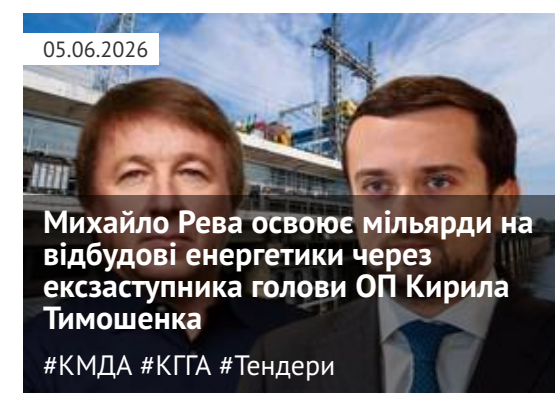 05.06.2026
Михайло Рева освоює мільярди на
відбудові енергетики через
ексзаступника голови ОП Кирила
Тимошенка
#КМДА #КГГА #Тендери